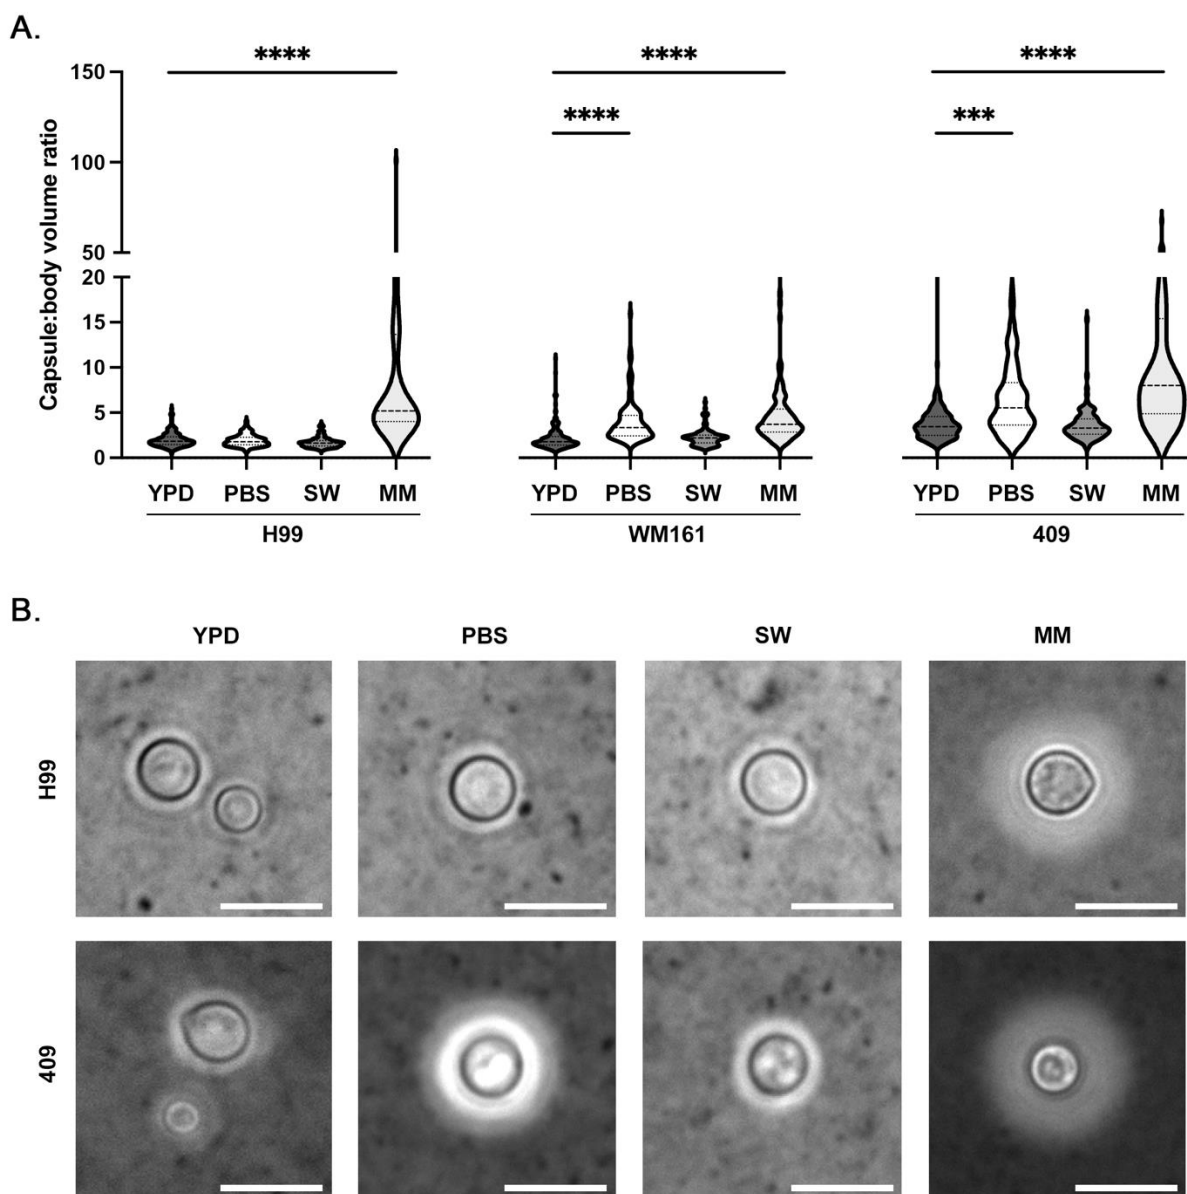 A.
**** **** ****
**** ***
Capsule:body volume ratio
150
100
50
20
15
10
5
0
YPD PBS SW MM YPD PBS SW MM YPD PBS SW MM
H99 WM161 409
B.
YPD PBS SW MM
H99
409